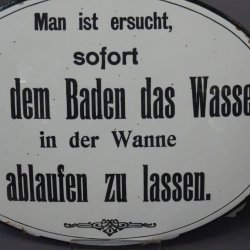 Man ist ersucht,
sofort
dem Baden das Wasse
in der Wanne
ablaufen zu lassen.